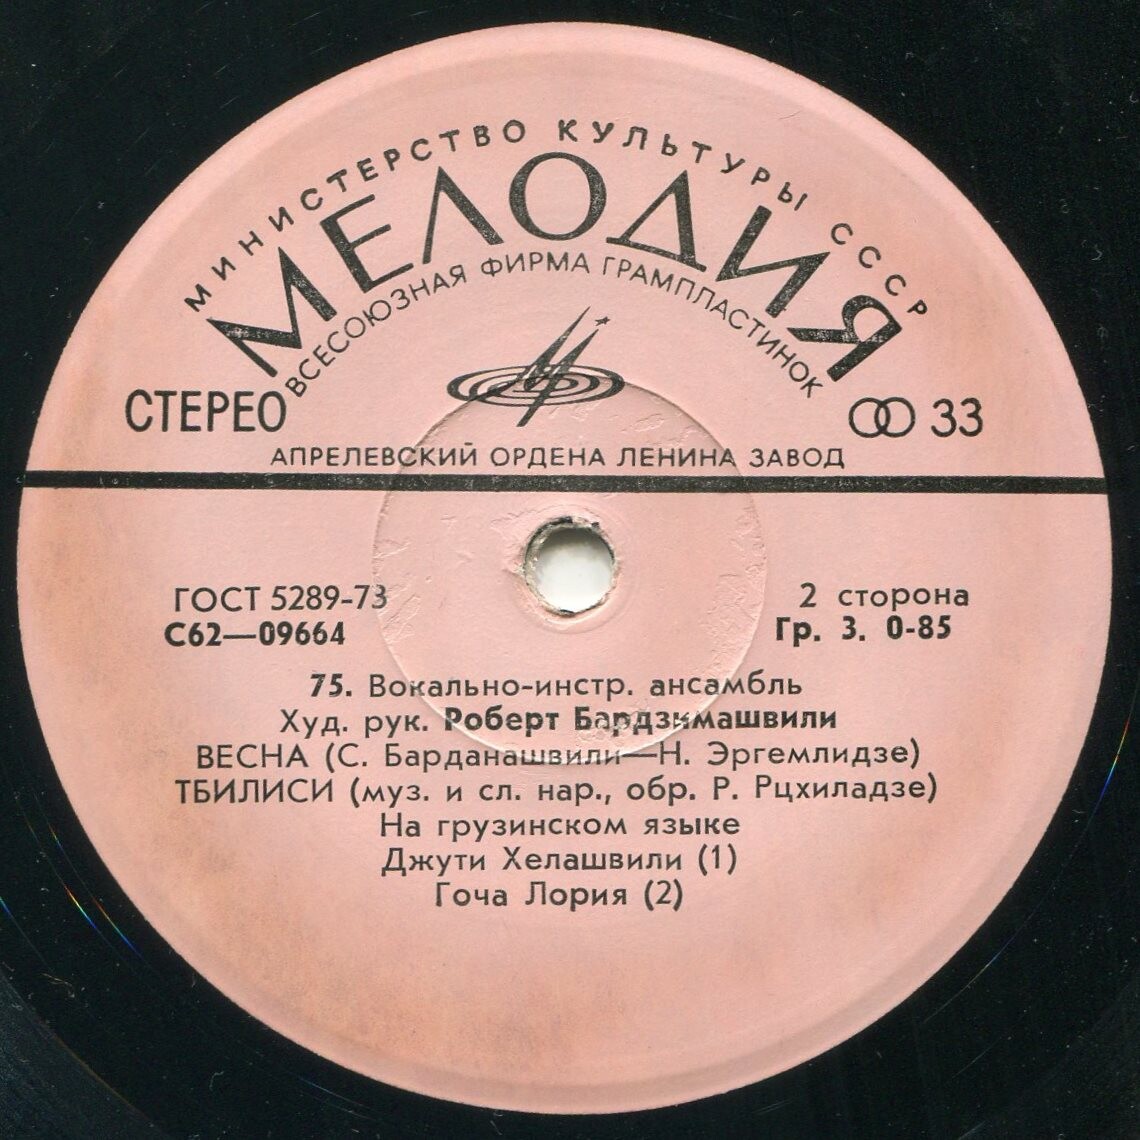 МИНИСТЕРСТВО КУЛЬТУРЫ СССР
МЕЛОДИЯ
ВСЕСОЮЗНАЯ ФИРМА ГРАМПЛАСТИНОК
СТЕРЕО 33
АПРЕЛЕВСКИЙ ОРДЕНА ЛЕНИНА ЗАВОД
ГОСТ 5289-73 2 сторона
С62—09664 Гр. 3. 0-85
75. Вокально-инстр. ансамбль
Худ. рук. Роберт Бардзимашвили
ВЕСНА (С. Барданашвили—Н. Эргемлидзе)
ТБИЛИСИ (муз. и сл. нар., обр. Р. Рцхиладзе)
На грузинском языке
Джути Хелашвили (1)
Гоча Лория (2)